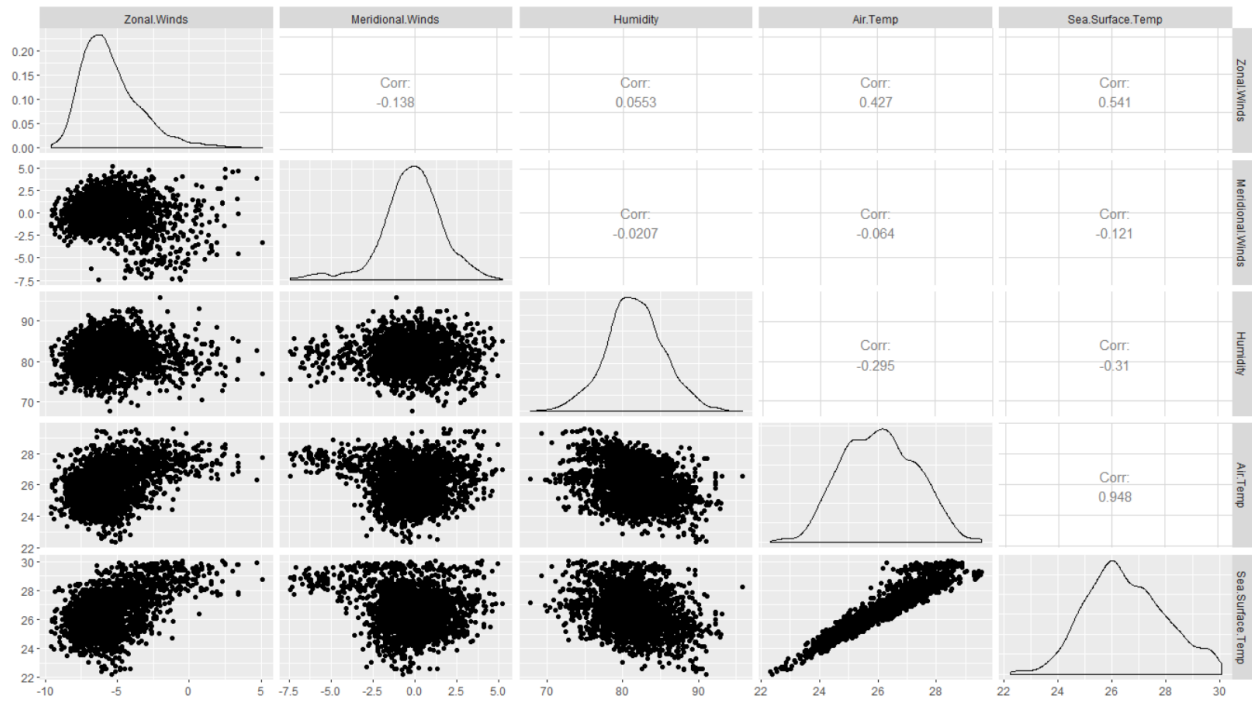 Zonal.Winds Meridional.Winds Humidity Air.Temp Sea.Surface.Temp
0.20
0.15
0.10
0.05
0.00
Corr:
-0.138
Corr:
0.0553
Corr:
0.427
Corr:
0.541
Zonal.Winds
5.0
2.5
0.0
-2.5
-5.0
-7.5
Corr:
-0.0207
Corr:
-0.064
Corr:
-0.121
Meridional.Winds
90
80
70
Corr:
-0.295
Corr:
-0.31
Humidity
28
26
24
22
Corr:
0.948
Air.Temp
30
28
26
24
22
Sea.Surface.Temp
-10 -5 0 5 -7.5 -5.0 -2.5 0.0 2.5 5.0 70 80 90 22 24 26 28 22 24 26 28 30